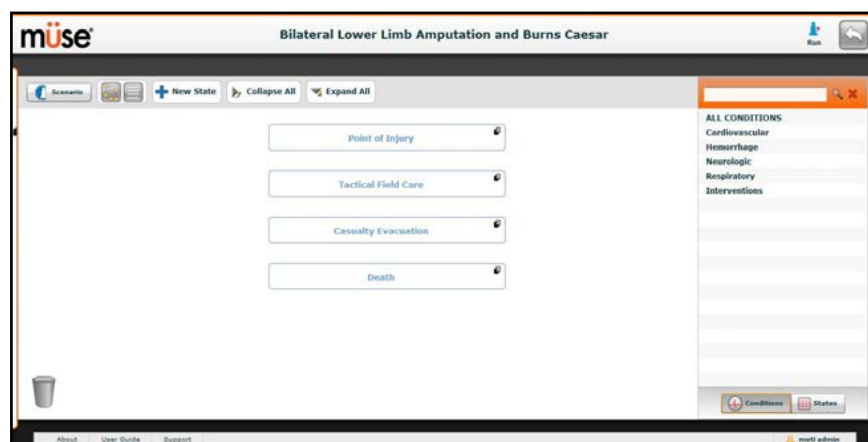 müse
Bilateral Lower Limb Amputation and Burns Caesar
Run
Scenario
New State
Collapse All
Expand All
Point of Injury
Tactical Field Care
Casualty Evacuation
Death
ALL CONDITIONS
Cardiovascular
Hemorrhage
Neurologic
Respiratory
Interventions
Conditions
States
About
User Guide
Support
meti admin